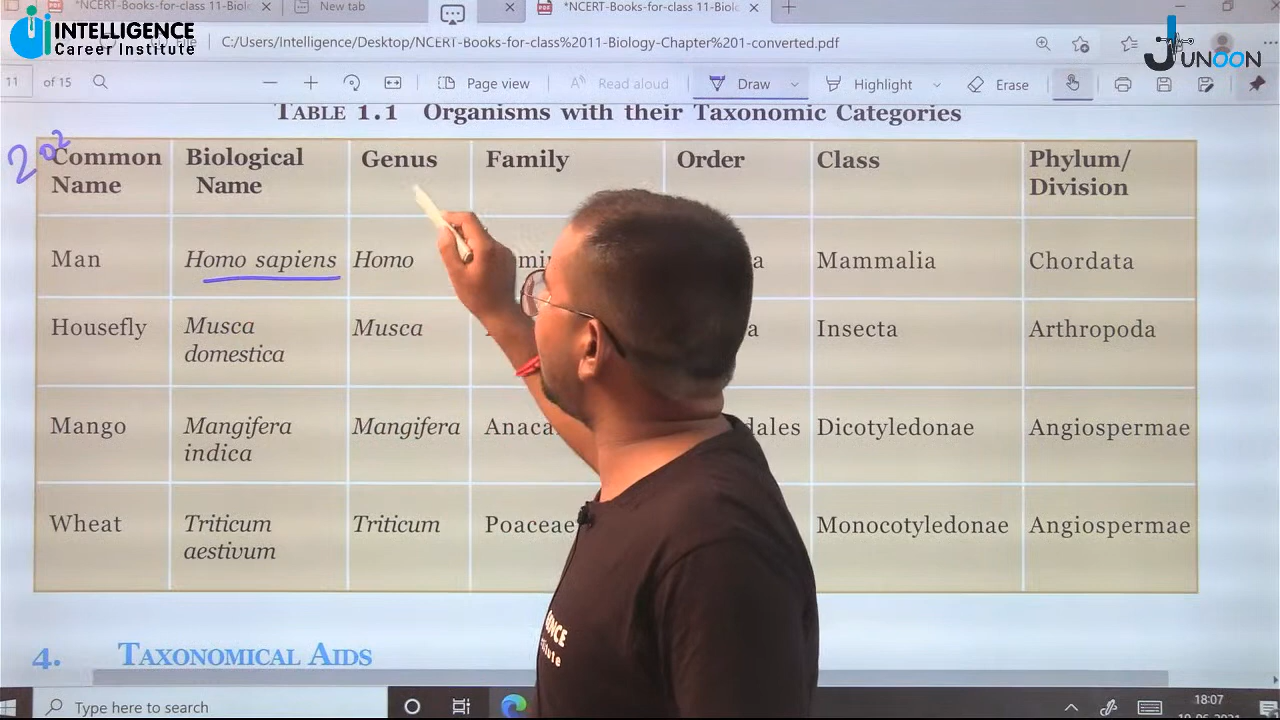 *NCERT-Books-for-class 11-Biol
New tab
*NCERT-Books-for-class 11-Biole
INTELLIGENCE
Career Institute
File
C:/Users/Intelligence/Desktop/NCERT-Books-for-class%2011-Biology-Chapter%201-converted.pdf
JUNOON
11 of 15
Page view
Read aloud
Draw
Highlight
Erase
TABLE 1.1 Organisms with their Taxonomic Categories
202
Common Name Biological Name Genus Family Order Class Phylum/ Division
Man Homo sapiens Homo Mammalia Chordata
Housefly Musca domestica Musca Insecta Arthropoda
Mango Mangifera indica Mangifera Dicotyledonae Angiospermae
Wheat Triticum aestivum Triticum Poaceae Monocotyledonae Angiospermae
4. TAXONOMICAL AIDS
Type here to search
18:07